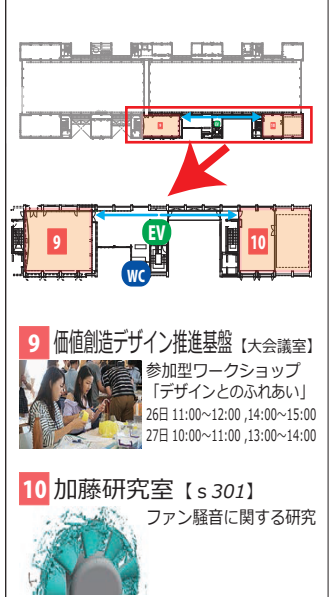 9
EV
10
WC
9 価値創造デザイン推進基盤【大会議室】
参加型ワークショップ
「デザインとのふれあい」
26日 11:00~12:00 ,14:00~15:00
27日 10:00~11:00 ,13:00~14:00
10 加藤研究室【ｓ301】
ファン騒音に関する研究